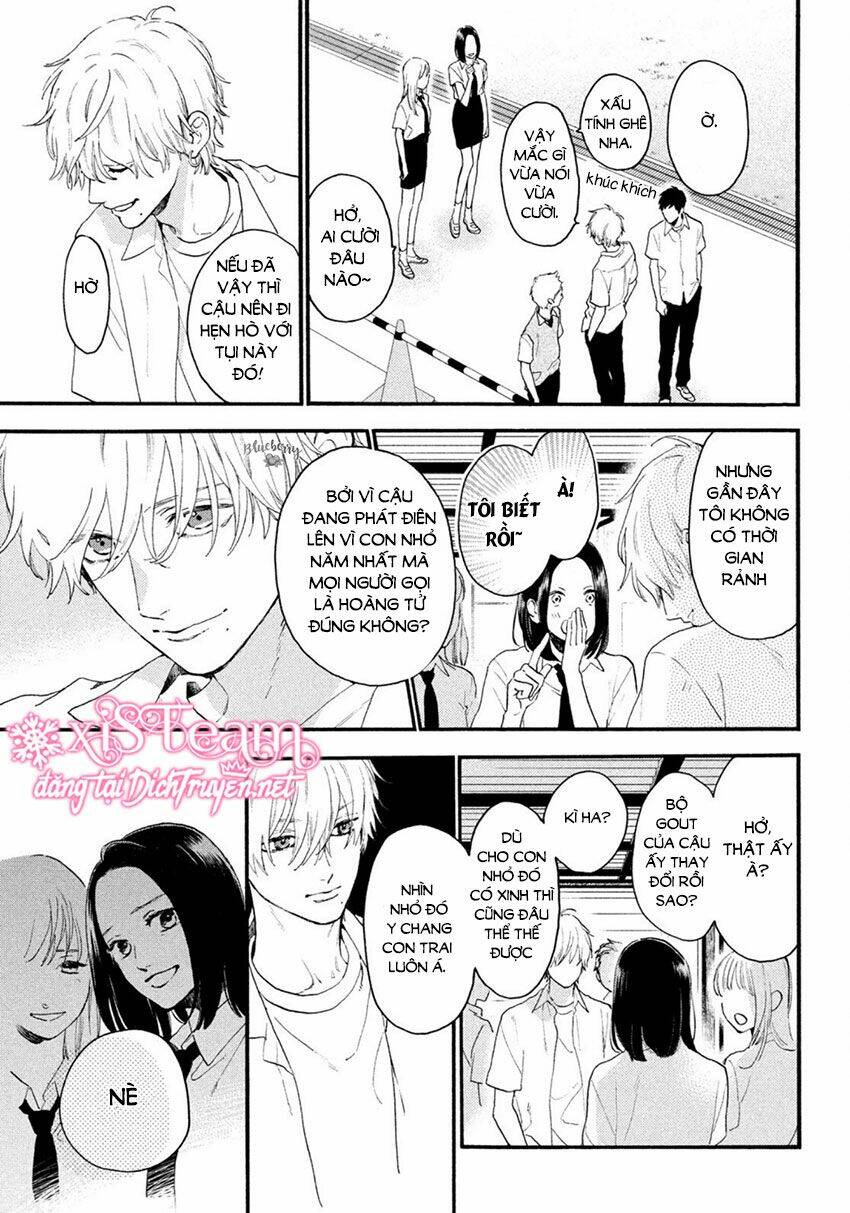 Ờ.
XẤU
TÍNH GHÊ
NHA.
khúc khích
VẬY
MẮC GÌ
VỪA NÓI
VỪA
CƯỜI.
HỞ,
AI CƯỜI
ĐÂU
NÀO~
NẾU ĐÃ
VẬY THÌ
CẬU NÊN ĐI
HẸN HÒ VỚI
TỤI NÀY
ĐÓ!
HỜ
NHƯNG
GẦN ĐÂY
TÔI KHÔNG
CÓ THỜI
GIAN
RẢNH
À!
TÔI BIẾT
RỒI~
BỞI VÌ CẬU
ĐANG PHÁT ĐIÊN
LÊN VÌ CON NHỎ
NĂM NHẤT MÀ
MỌI NGƯỜI GỌI
LÀ HOÀNG TỬ
ĐÚNG KHÔNG?
Blueberry
xiSTeam
đăng tại DichTruyen.net
HỞ,
THẬT ẤY
À?
BỘ
GOUT
CỦA CẬU
ẤY THAY
ĐỔI RỒI
SAO?
KÌ HA?
DÙ
CHO CON
NHỎ ĐÓ
CÓ XINH THÌ
CŨNG ĐÂU
THỂ THẾ
ĐƯỢC
NHÌN
NHỎ ĐÓ
Y CHANG
CON TRAI
LUÔN Á.
NÈ